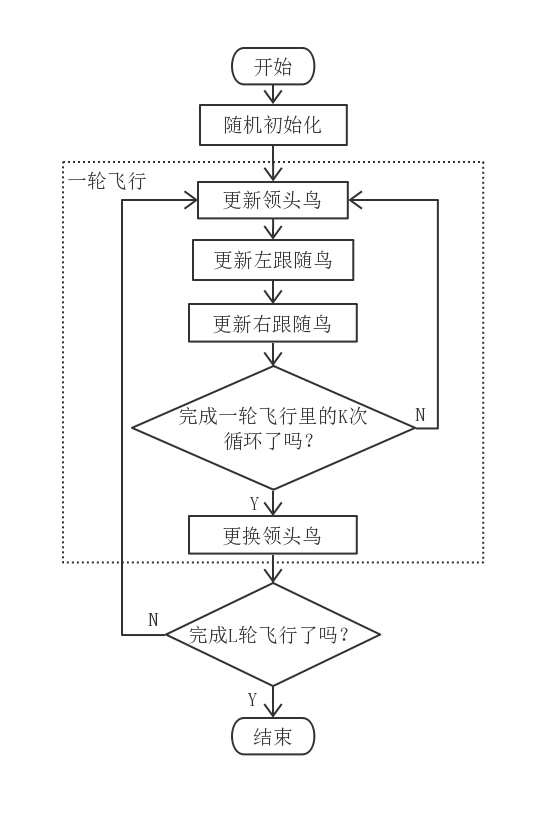 开始
随机初始化
一轮飞行
更新领头鸟
更新左跟随鸟
更新右跟随鸟
完成一轮飞行里的K次
循环了吗？
N
Y
更换领头鸟
N
完成L轮飞行了吗？
Y
结束